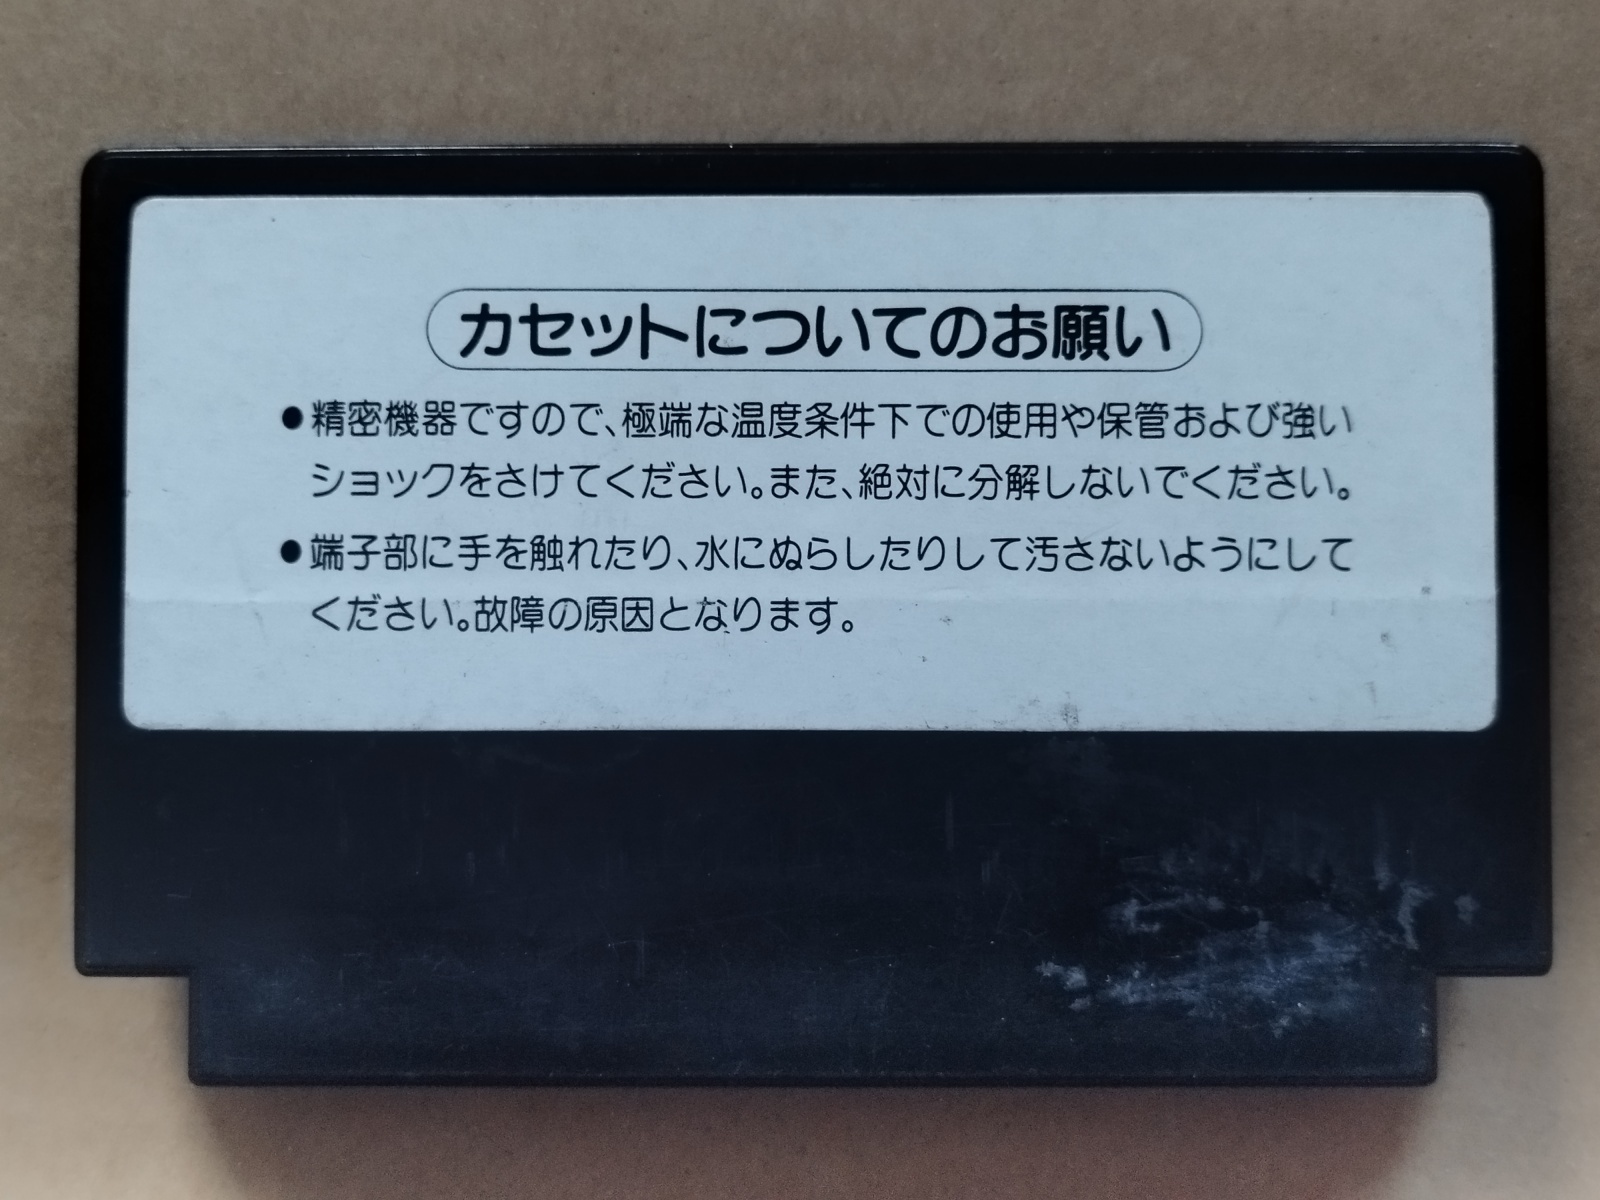 カセットについてのお願い
●精密機器ですので、極端な温度条件下での使用や保管および強い
ショックをさけてください。また、絶対に分解しないでください。
●端子部に手を触れたり、水にぬらしたりして汚さないようにして
ください。故障の原因となります。